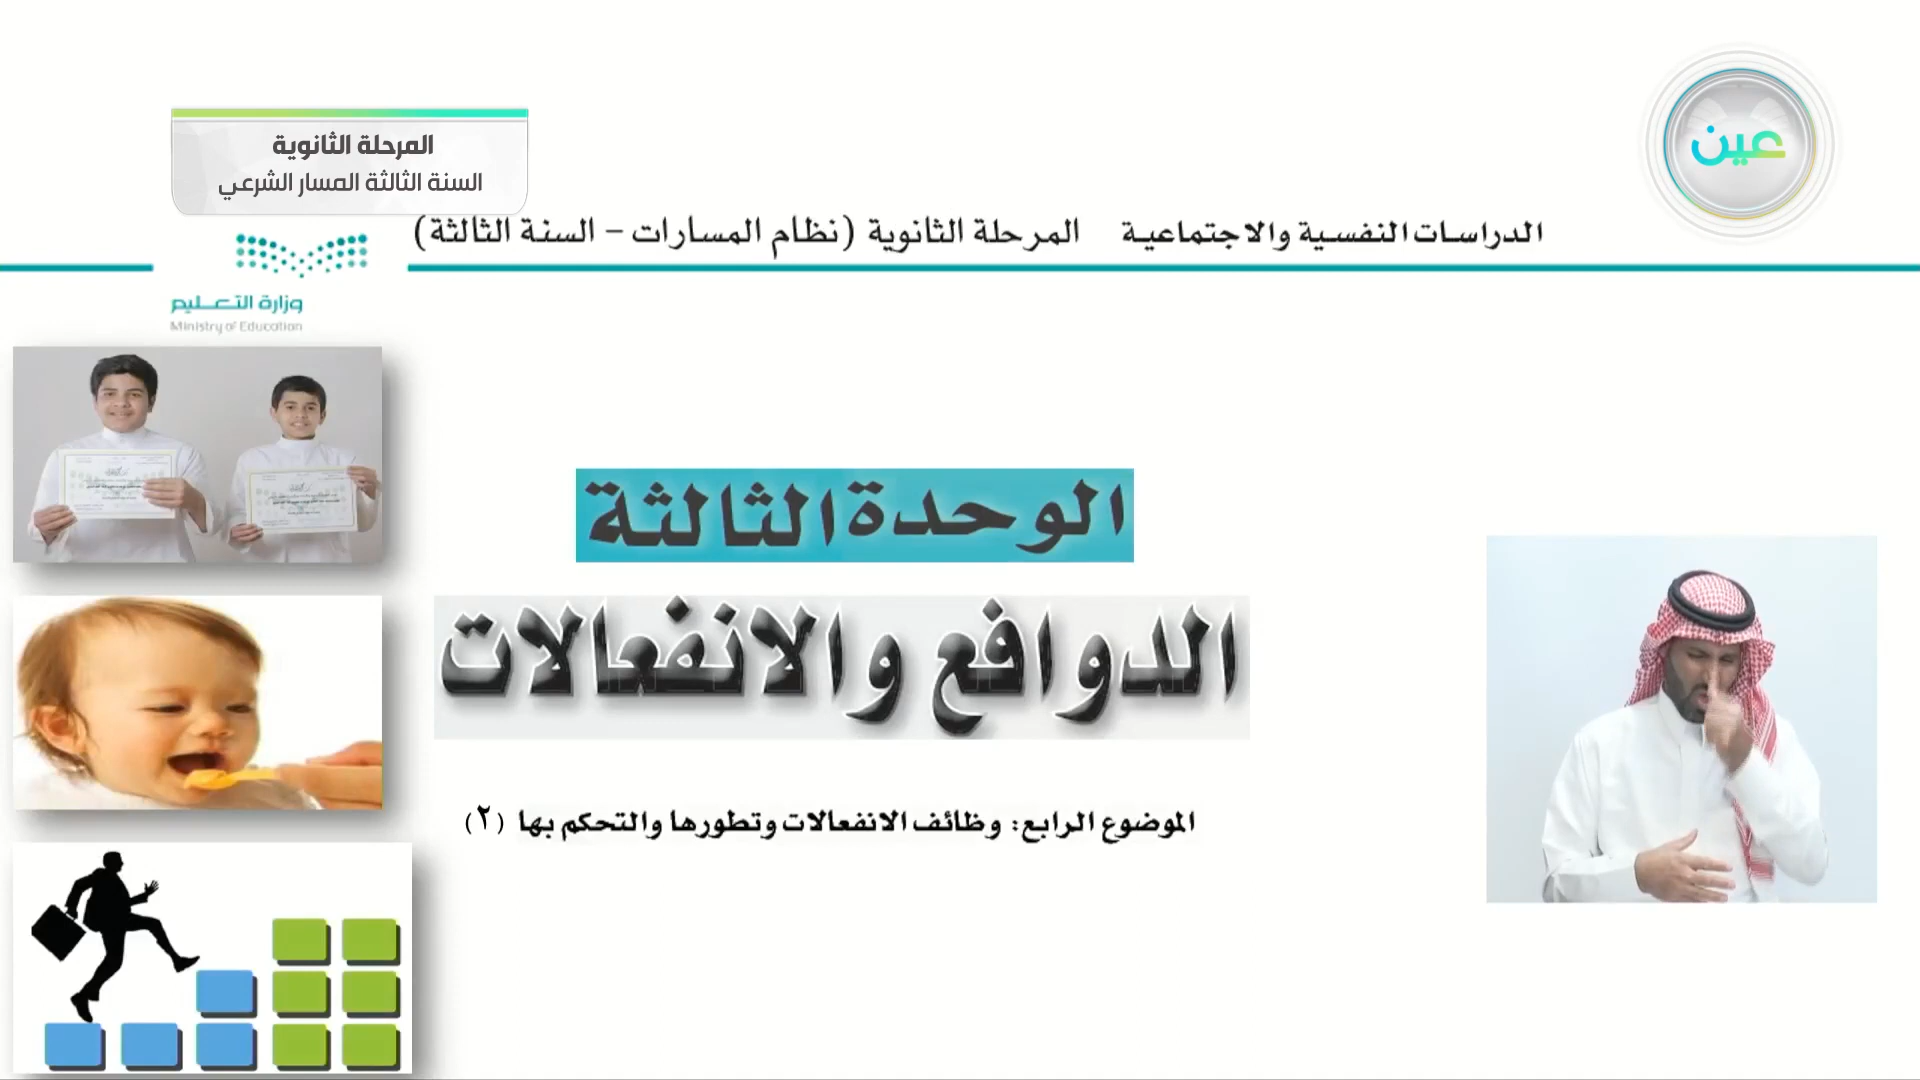 عين
المرحلة الثانوية
السنة الثالثة المسار الشرعي
الدراسات النفسية والاجتماعية المرحلة الثانوية (نظام المسارات – السنة الثالثة)
وزارة التعليم
Ministry of Education
الوحدة الثالثة
الدوافع والانفعالات
الموضوع الرابع: وظائف الانفعالات وتطورها والتحكم بها (٢)